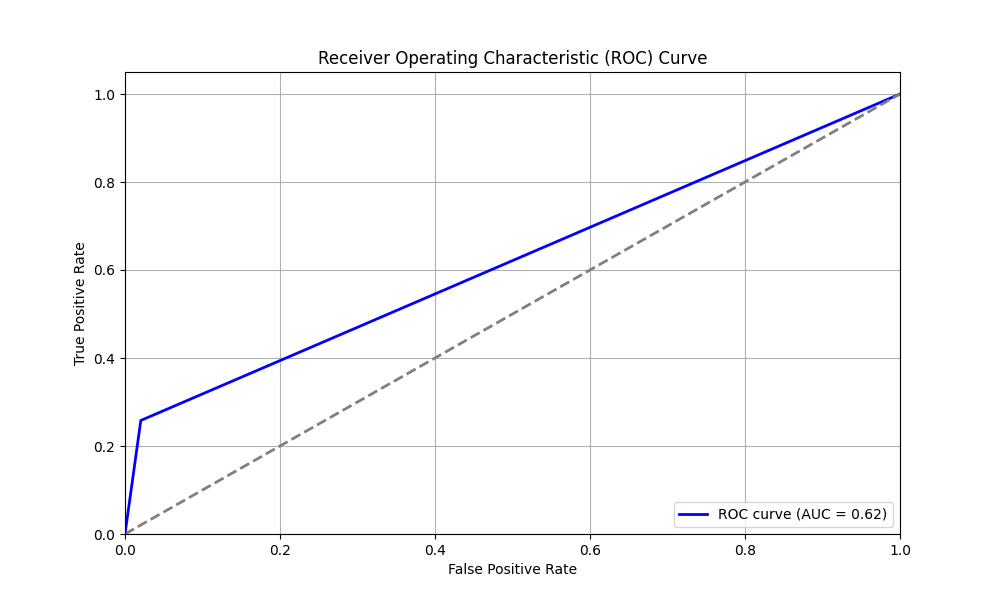 Receiver Operating Characteristic (ROC) Curve
1.0
0.8
0.6
0.4
0.2
0.0
True Positive Rate
ROC curve (AUC = 0.62)
0.0 0.2 0.4 0.6 0.8 1.0
False Positive Rate